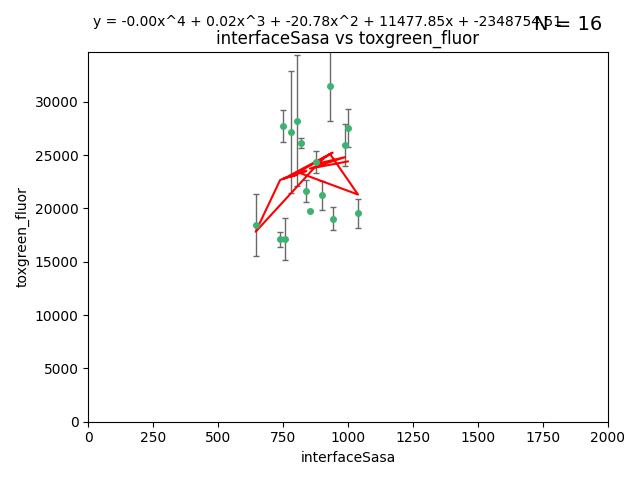 y = -0.00x^4 + 0.02x^3 + -20.78x^2 + 11477.85x + -2348754.51
N = 16
interfaceSasa vs toxgreen_fluor
toxgreen_fluor
30000
25000
20000
15000
10000
5000
0
0 250 500 750 1000 1250 1500 1750 2000
interfaceSasa